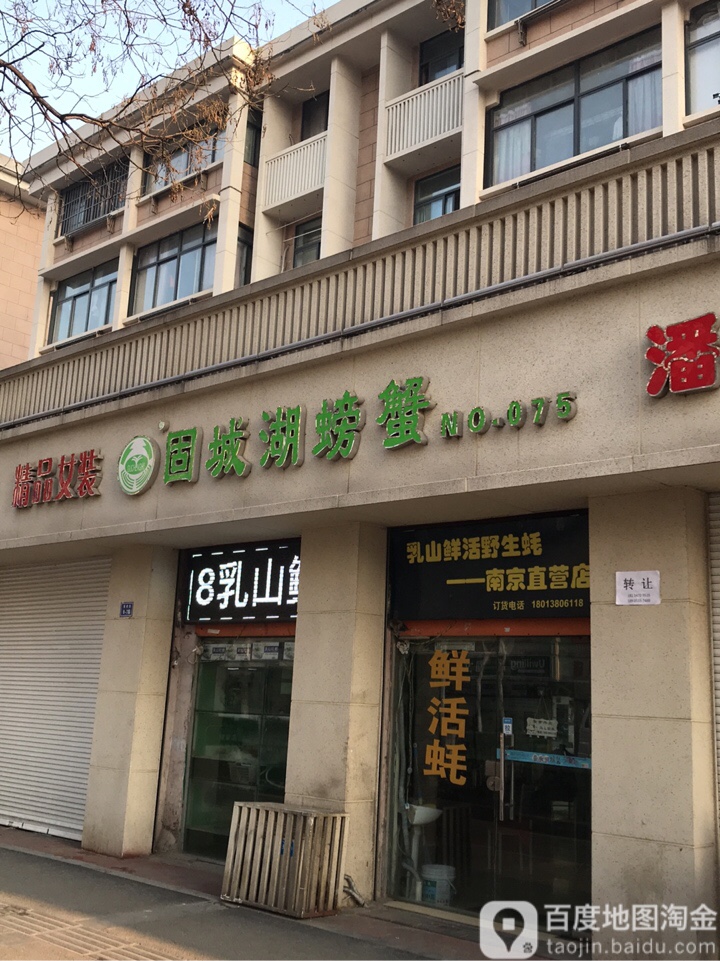 精品女装
固城湖螃蟹 NO.075
潘
8乳山鲜
乳山鲜活野生蚝
——南京直营店
订货电话 18013806118
转让
鲜活蚝
百度地图淘金
taojin.baidu.com